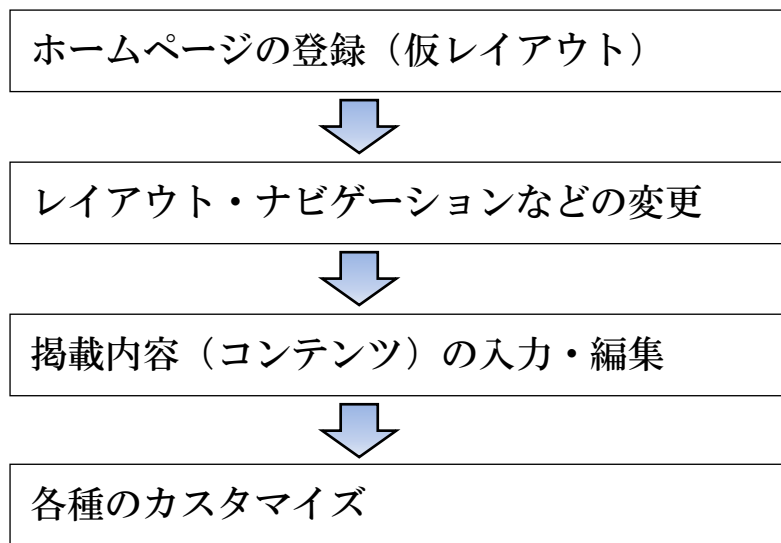 ホームページの登録（仮レイアウト）
レイアウト・ナビゲーションなどの変更
掲載内容（コンテンツ）の入力・編集
各種のカスタマイズ